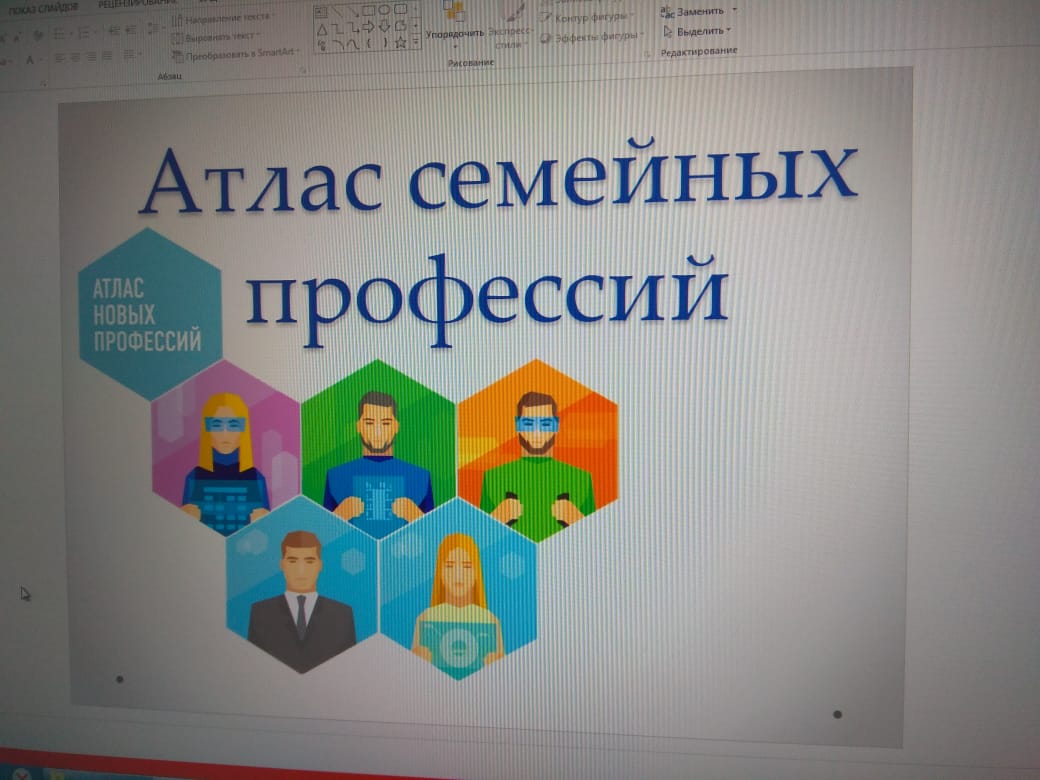 ПОКАЗ СЛАЙДОВ
РЕЦЕНЗИРОВАНИЕ
Направление текста
Выровнять текст
Преобразовать в SmartArt
Абзац
Упорядочить
Экспресс-
стили
Рисование
Контур фигуры
Эффекты фигуры
Заменить
Выделить
Редактирование
Атлас семейных
профессий
АТЛАС
НОВЫХ
ПРОФЕССИЙ